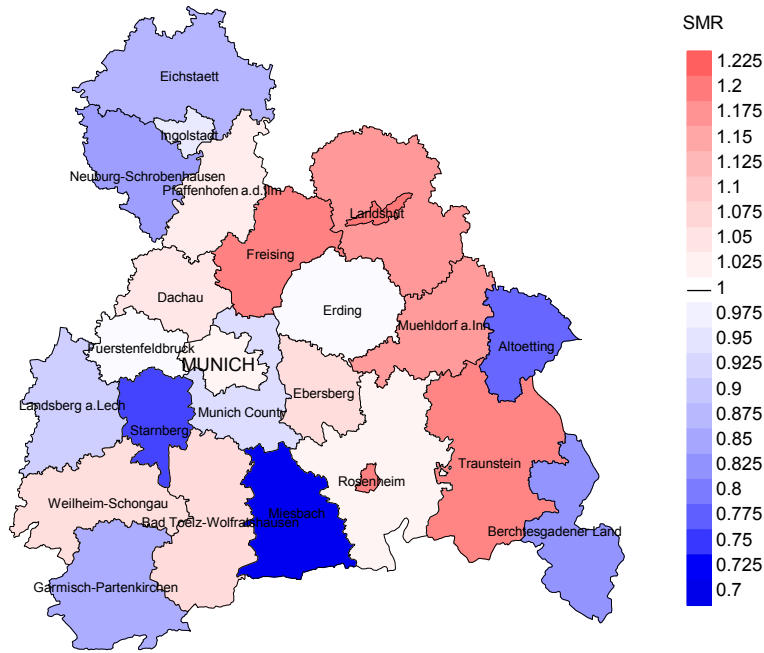 SMR
Eichstaett
Ingolstadt
Neuburg-Schrobenhausen
Pfaffenhofen a.d.Ilm
Landshut
Freising
Dachau
Erding
Muehldorf a.Inn
Altoetting
Fuerstenfeldbruck
MUNICH
Ebersberg
Landsberg a.Lech
Munich County
Starnberg
Traunstein
Rosenheim
Weilheim-Schongau
Miesbach
Bad Toelz-Wolfratshausen
Berchtesgadener Land
Garmisch-Partenkirchen
1.225
1.2
1.175
1.15
1.125
1.1
1.075
1.05
1.025
1
0.975
0.95
0.925
0.9
0.875
0.85
0.825
0.8
0.775
0.75
0.725
0.7